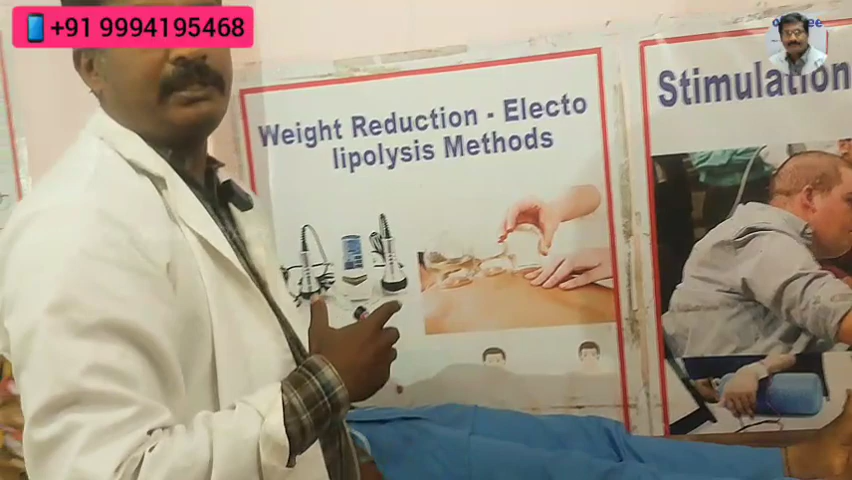 +91 9994195468
Weight Reduction - Electo
lipolysis Methods
Stimulation